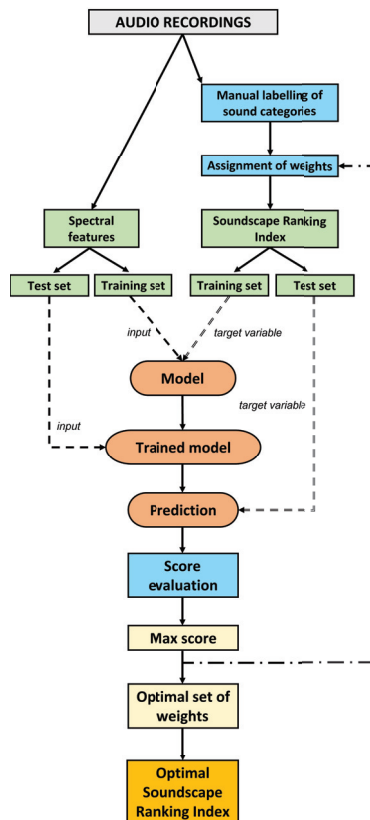 AUDIO RECORDINGS
Manual labelling of
sound categories
Assignment of weights
Spectral
features
Soundscape Ranking
Index
Test set
Training set
Training set
Test set
input
target variable
Model
target variable
input
Trained model
Prediction
Score
evaluation
Max score
Optimal set of
weights
Optimal
Soundscape
Ranking Index